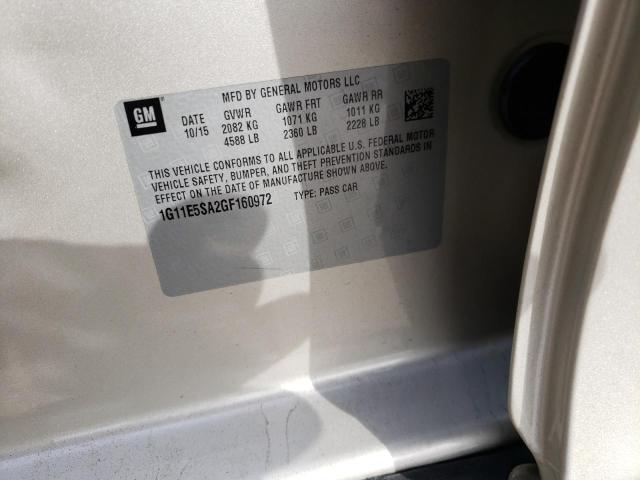 MFD BY GENERAL MOTORS LLC
GM
DATE GVWR GAWR FRT GAWR RR
10/15 2082 KG 1071 KG 1011 KG
4588 LB 2360 LB 2228 LB
THIS VEHICLE CONFORMS TO ALL APPLICABLE U.S. FEDERAL MOTOR
VEHICLE SAFETY, BUMPER, AND THEFT PREVENTION STANDARDS IN
EFFECT ON THE DATE OF MANUFACTURE SHOWN ABOVE.
1G11E5SA2GF160972 TYPE: PASS CAR